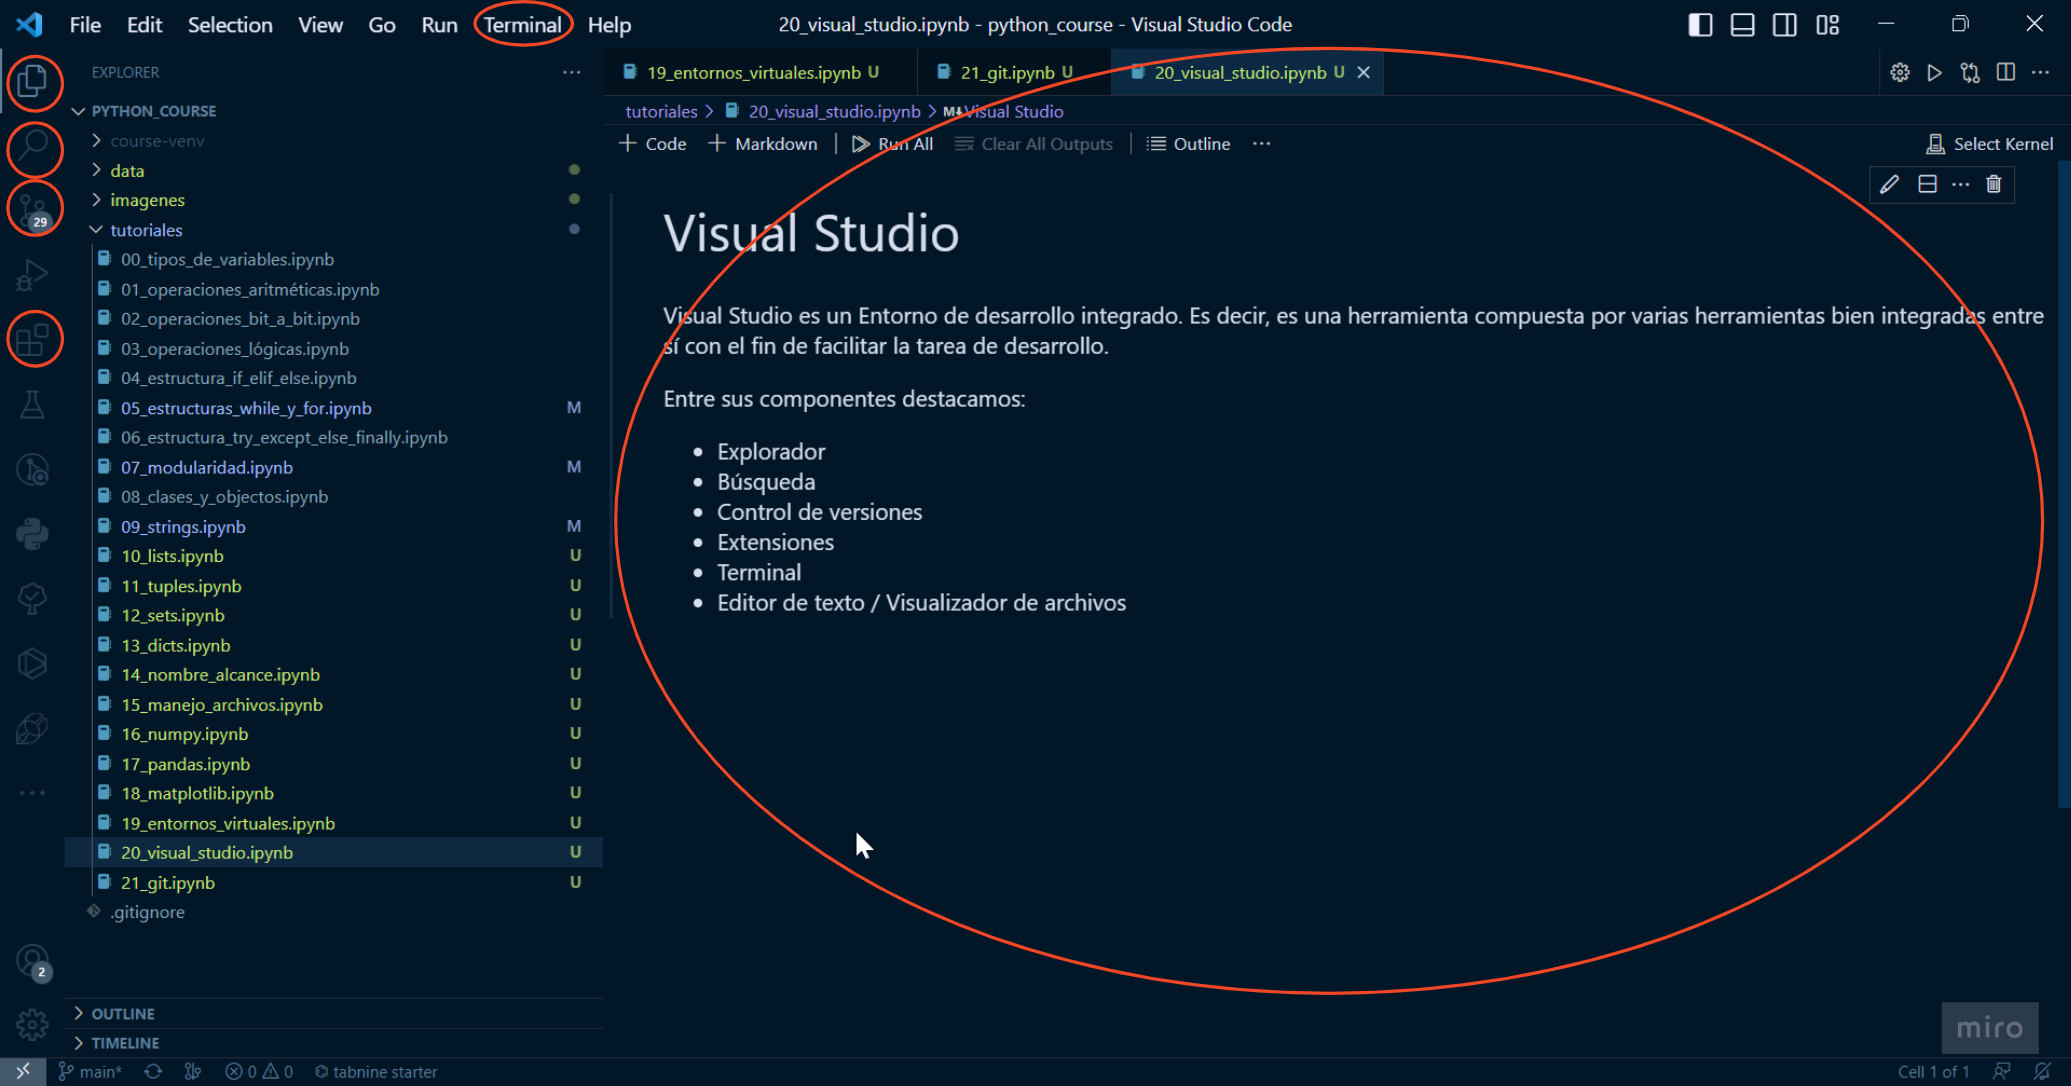 File Edit Selection View Go Run Terminal Help
20_visual_studio.ipynb - python_course - Visual Studio Code
EXPLORER
PYTHON_COURSE
course-venv
data
imagenes
tutoriales
00_tipos_de_variables.ipynb
01_operaciones_aritméticas.ipynb
02_operaciones_bit_a_bit.ipynb
03_operaciones_lógicas.ipynb
04_estructura_if_elif_else.ipynb
05_estructuras_while_y_for.ipynb M
06_estructura_try_except_else_finally.ipynb
07_modularidad.ipynb M
08_clases_y_objectos.ipynb
09_strings.ipynb M
10_lists.ipynb U
11_tuples.ipynb U
12_sets.ipynb U
13_dicts.ipynb U
14_nombre_alcance.ipynb U
15_manejo_archivos.ipynb U
16_numpy.ipynb U
17_pandas.ipynb U
18_matplotlib.ipynb U
19_entornos_virtuales.ipynb U
20_visual_studio.ipynb U
21_git.ipynb U
.gitignore
OUTLINE
TIMELINE
29
2
19_entornos_virtuales.ipynb U
21_git.ipynb U
20_visual_studio.ipynb U
tutoriales > 20_visual_studio.ipynb > M↓Visual Studio
+ Code + Markdown Run All Clear All Outputs Outline ...
Select Kernel
Visual Studio
Visual Studio es un Entorno de desarrollo integrado. Es decir, es una herramienta compuesta por varias herramientas bien integradas entre
sí con el fin de facilitar la tarea de desarrollo.
Entre sus componentes destacamos:
• Explorador
• Búsqueda
• Control de versiones
• Extensiones
• Terminal
• Editor de texto / Visualizador de archivos
miro
main* 0 0 tabnine starter
Cell 1 of 1